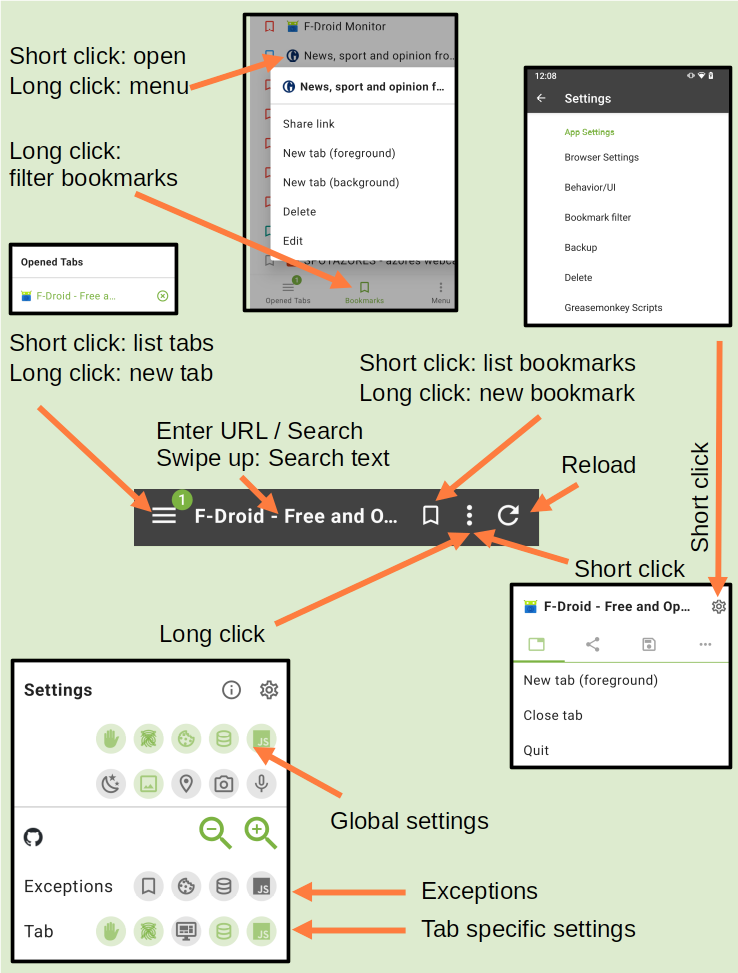 F-Droid Monitor
News, sport and opinion fro...
News, sport and opinion f...
Share link
New tab (foreground)
New tab (background)
Delete
Edit
SPOTAZORES - azores webca
1
Opened Tabs
Bookmarks
Menu
Short click: open
Long click: menu
Long click:
filter bookmarks
12:08
Settings
App Settings
Browser Settings
Behavior/UI
Bookmark filter
Backup
Delete
Greasemonkey Scripts
Opened Tabs
F-Droid - Free a...
Short click: list tabs
Long click: new tab
Short click: list bookmarks
Long click: new bookmark
Enter URL / Search
Swipe up: Search text
Reload
Short click
1
F-Droid - Free and O...
Short click
Long click
F-Droid - Free and Op...
New tab (foreground)
Close tab
Quit
Settings
JS
Global settings
Exceptions
JS
Exceptions
Tab
JS
Tab specific settings